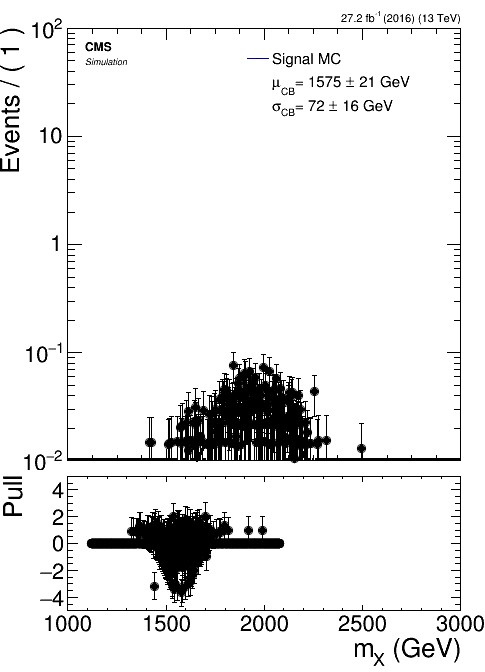 27.2 fb⁻¹ (2016) (13 TeV)
CMS
Simulation
Signal MC
μ_CB= 1575 ± 21 GeV
σ_CB= 72 ± 16 GeV
Events / ( 1 )
10²
10
1
10⁻¹
10⁻²
Pull
4
2
0
−2
−4
1000 1500 2000 2500 3000
m_X (GeV)